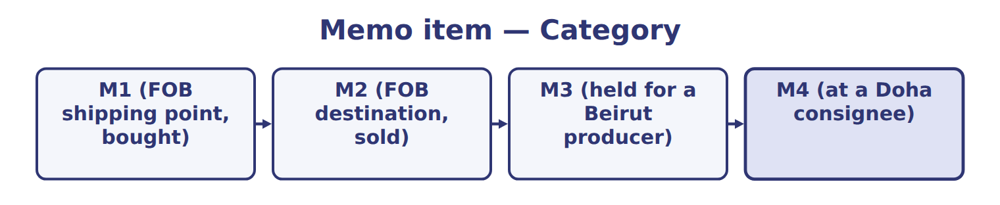 Memo item — Category
M1 (FOB
shipping point,
bought)
M2 (FOB
destination,
sold)
M3 (held for a
Beirut
producer)
M4 (at a Doha
consignee)